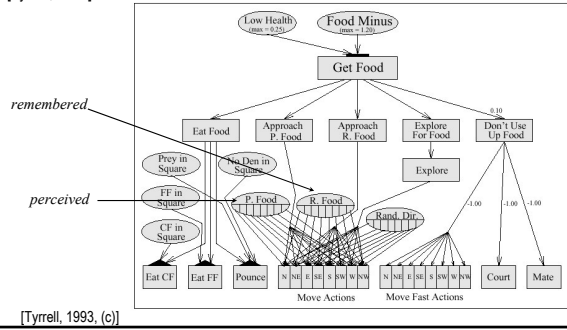 Low Health
(max = 0.25)
Food Minus
(max = 1.20)
Get Food
remembered
0.10
Eat Food
Approach
P. Food
Approach
R. Food
Explore
For Food
Don't Use
Up Food
Prey in
Square
No Den in
Square
Explore
perceived
FF in
Square
P. Food
R. Food
Rand. Dir.
-1.00
-1.00
-1.00
CF in
Square
Eat CF
Eat FF
Pounce
N NE E SE S SW W NW
N NE E SE S SW W NW
Court
Mate
Move Actions
Move Fast Actions
[Tyrrell, 1993, (c)]